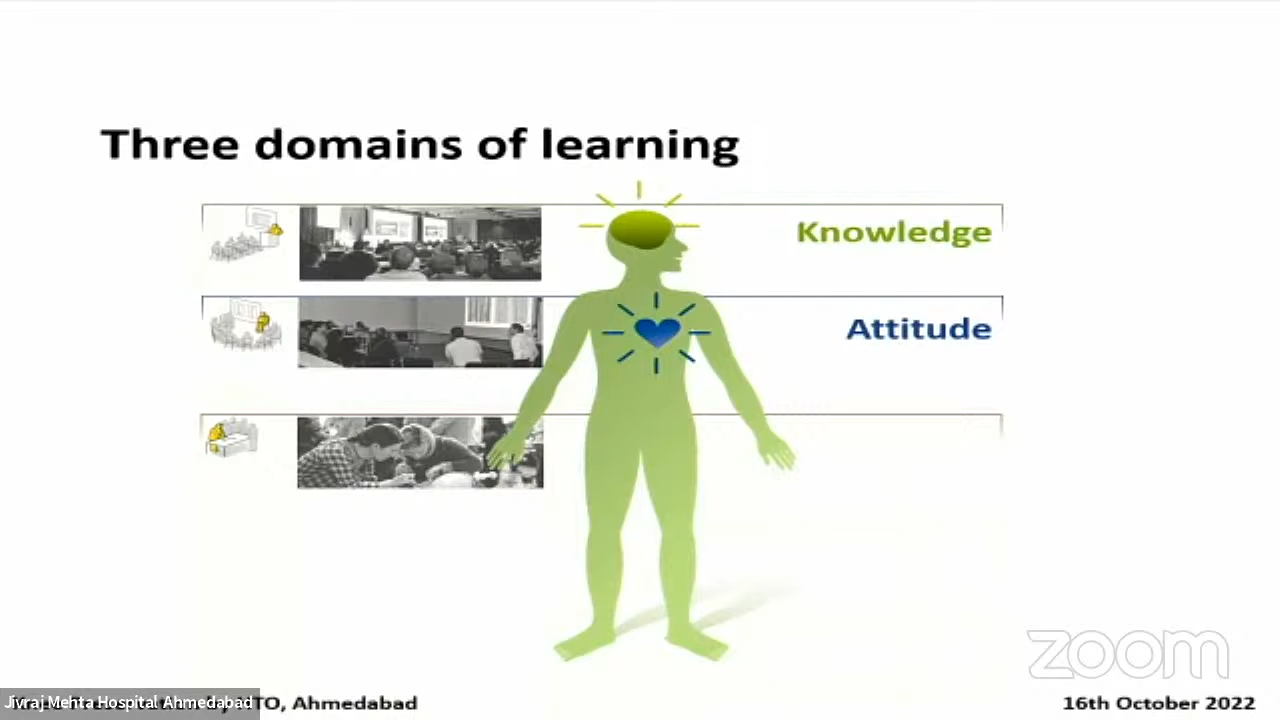 Three domains of learning
Knowledge
Attitude
zoom
Jivraj Mehta Hospital Ahmedabad
TO, Ahmedabad
16th October 2022